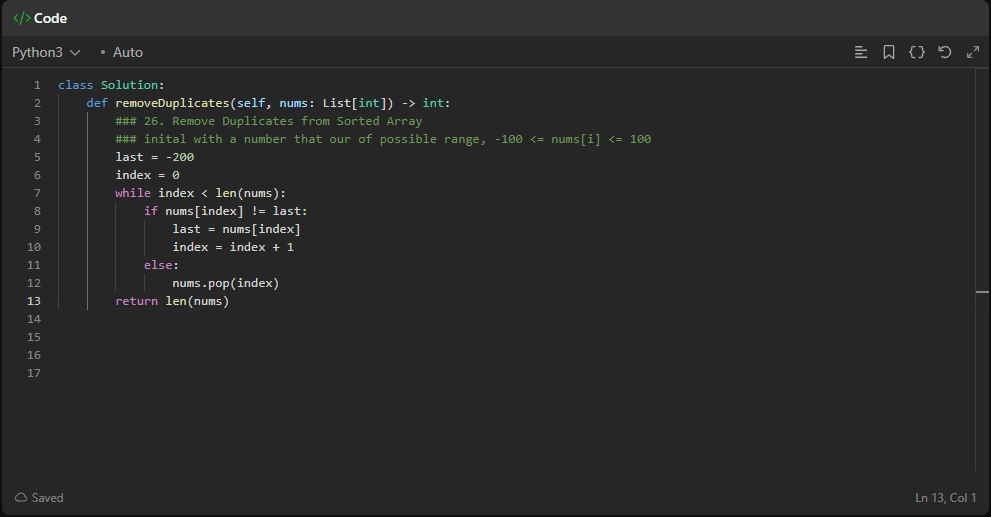 </> Code
Python3 • Auto
1 class Solution:
2     def removeDuplicates(self, nums: List[int]) -> int:
3         ### 26. Remove Duplicates from Sorted Array
4         ### inital with a number that our of possible range, -100 <= nums[i] <= 100
5         last = -200
6         index = 0
7         while index < len(nums):
8             if nums[index] != last:
9                 last = nums[index]
10                 index = index + 1
11             else:
12                 nums.pop(index)
13         return len(nums)
14
15
16
17
Saved Ln 13, Col 1